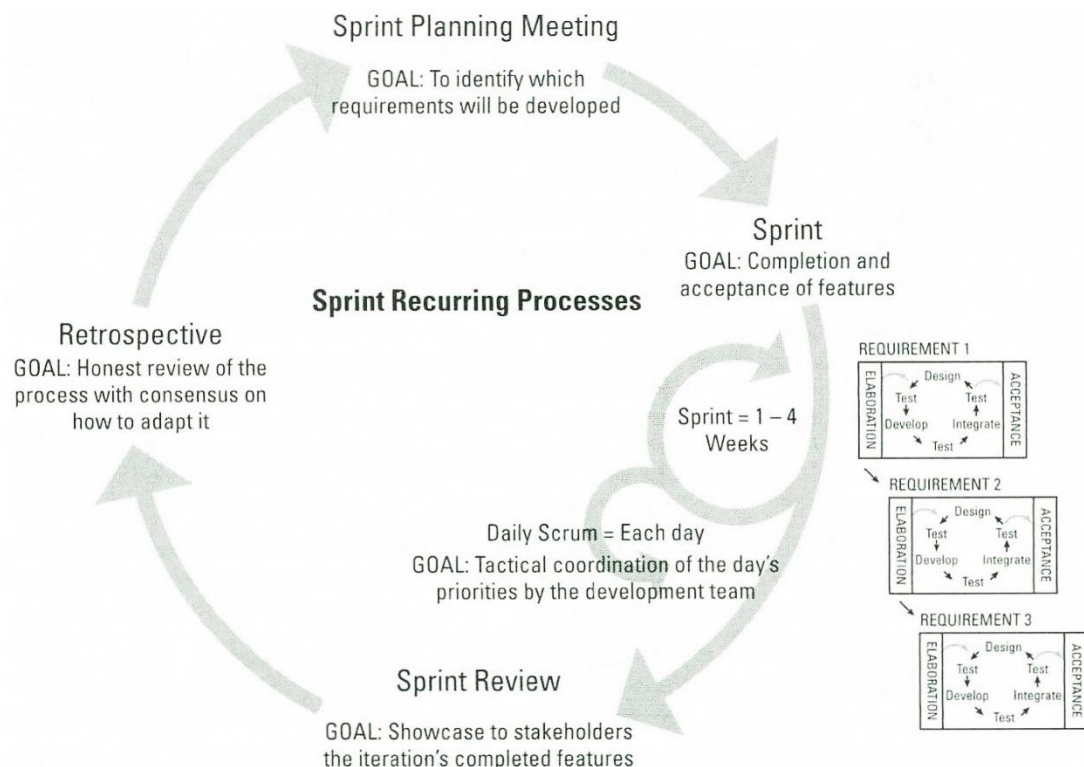 Sprint Planning Meeting
GOAL: To identify which
requirements will be developed
Sprint
GOAL: Completion and
acceptance of features
Sprint Recurring Processes
Retrospective
GOAL: Honest review of the
process with consensus on
how to adapt it
Sprint = 1 – 4
Weeks
Daily Scrum = Each day
GOAL: Tactical coordination of the day's
priorities by the development team
Sprint Review
GOAL: Showcase to stakeholders
the iteration's completed features
REQUIREMENT 1
ELABORATION
Design
Test Test
Develop Integrate
Test
ACCEPTANCE
REQUIREMENT 2
ELABORATION
Design
Test Test
Develop Integrate
Test
ACCEPTANCE
REQUIREMENT 3
ELABORATION
Design
Test Test
Develop Integrate
Test
ACCEPTANCE